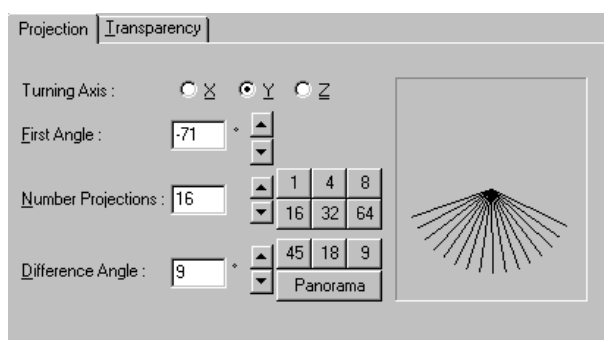 Projection Transparency
Turning Axis : X Y Z
First Angle : -71 °
Number Projections : 16 1 4 8
16 32 64
Difference Angle : 9 ° 45 18 9
Panorama